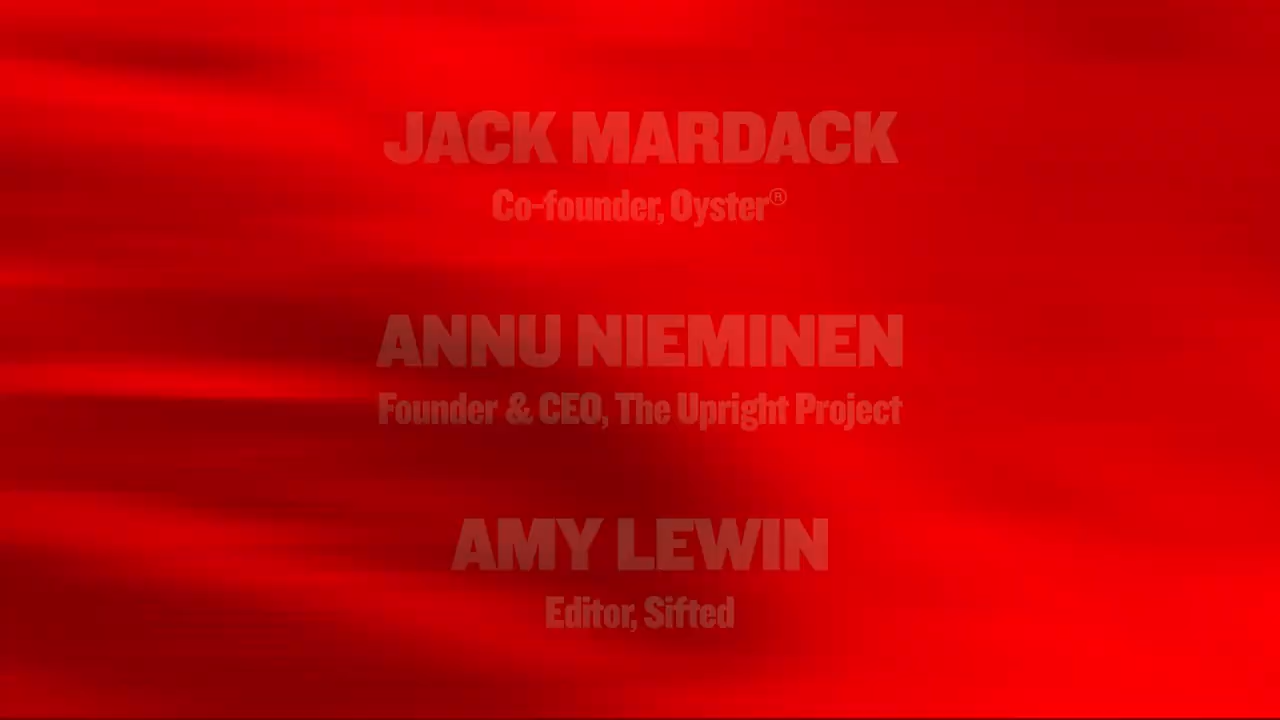 JACK MARDACK
Co-founder, Oyster®
ANNU NIEMINEN
Founder & CEO, The Upright Project
AMY LEWIN
Editor, Sifted